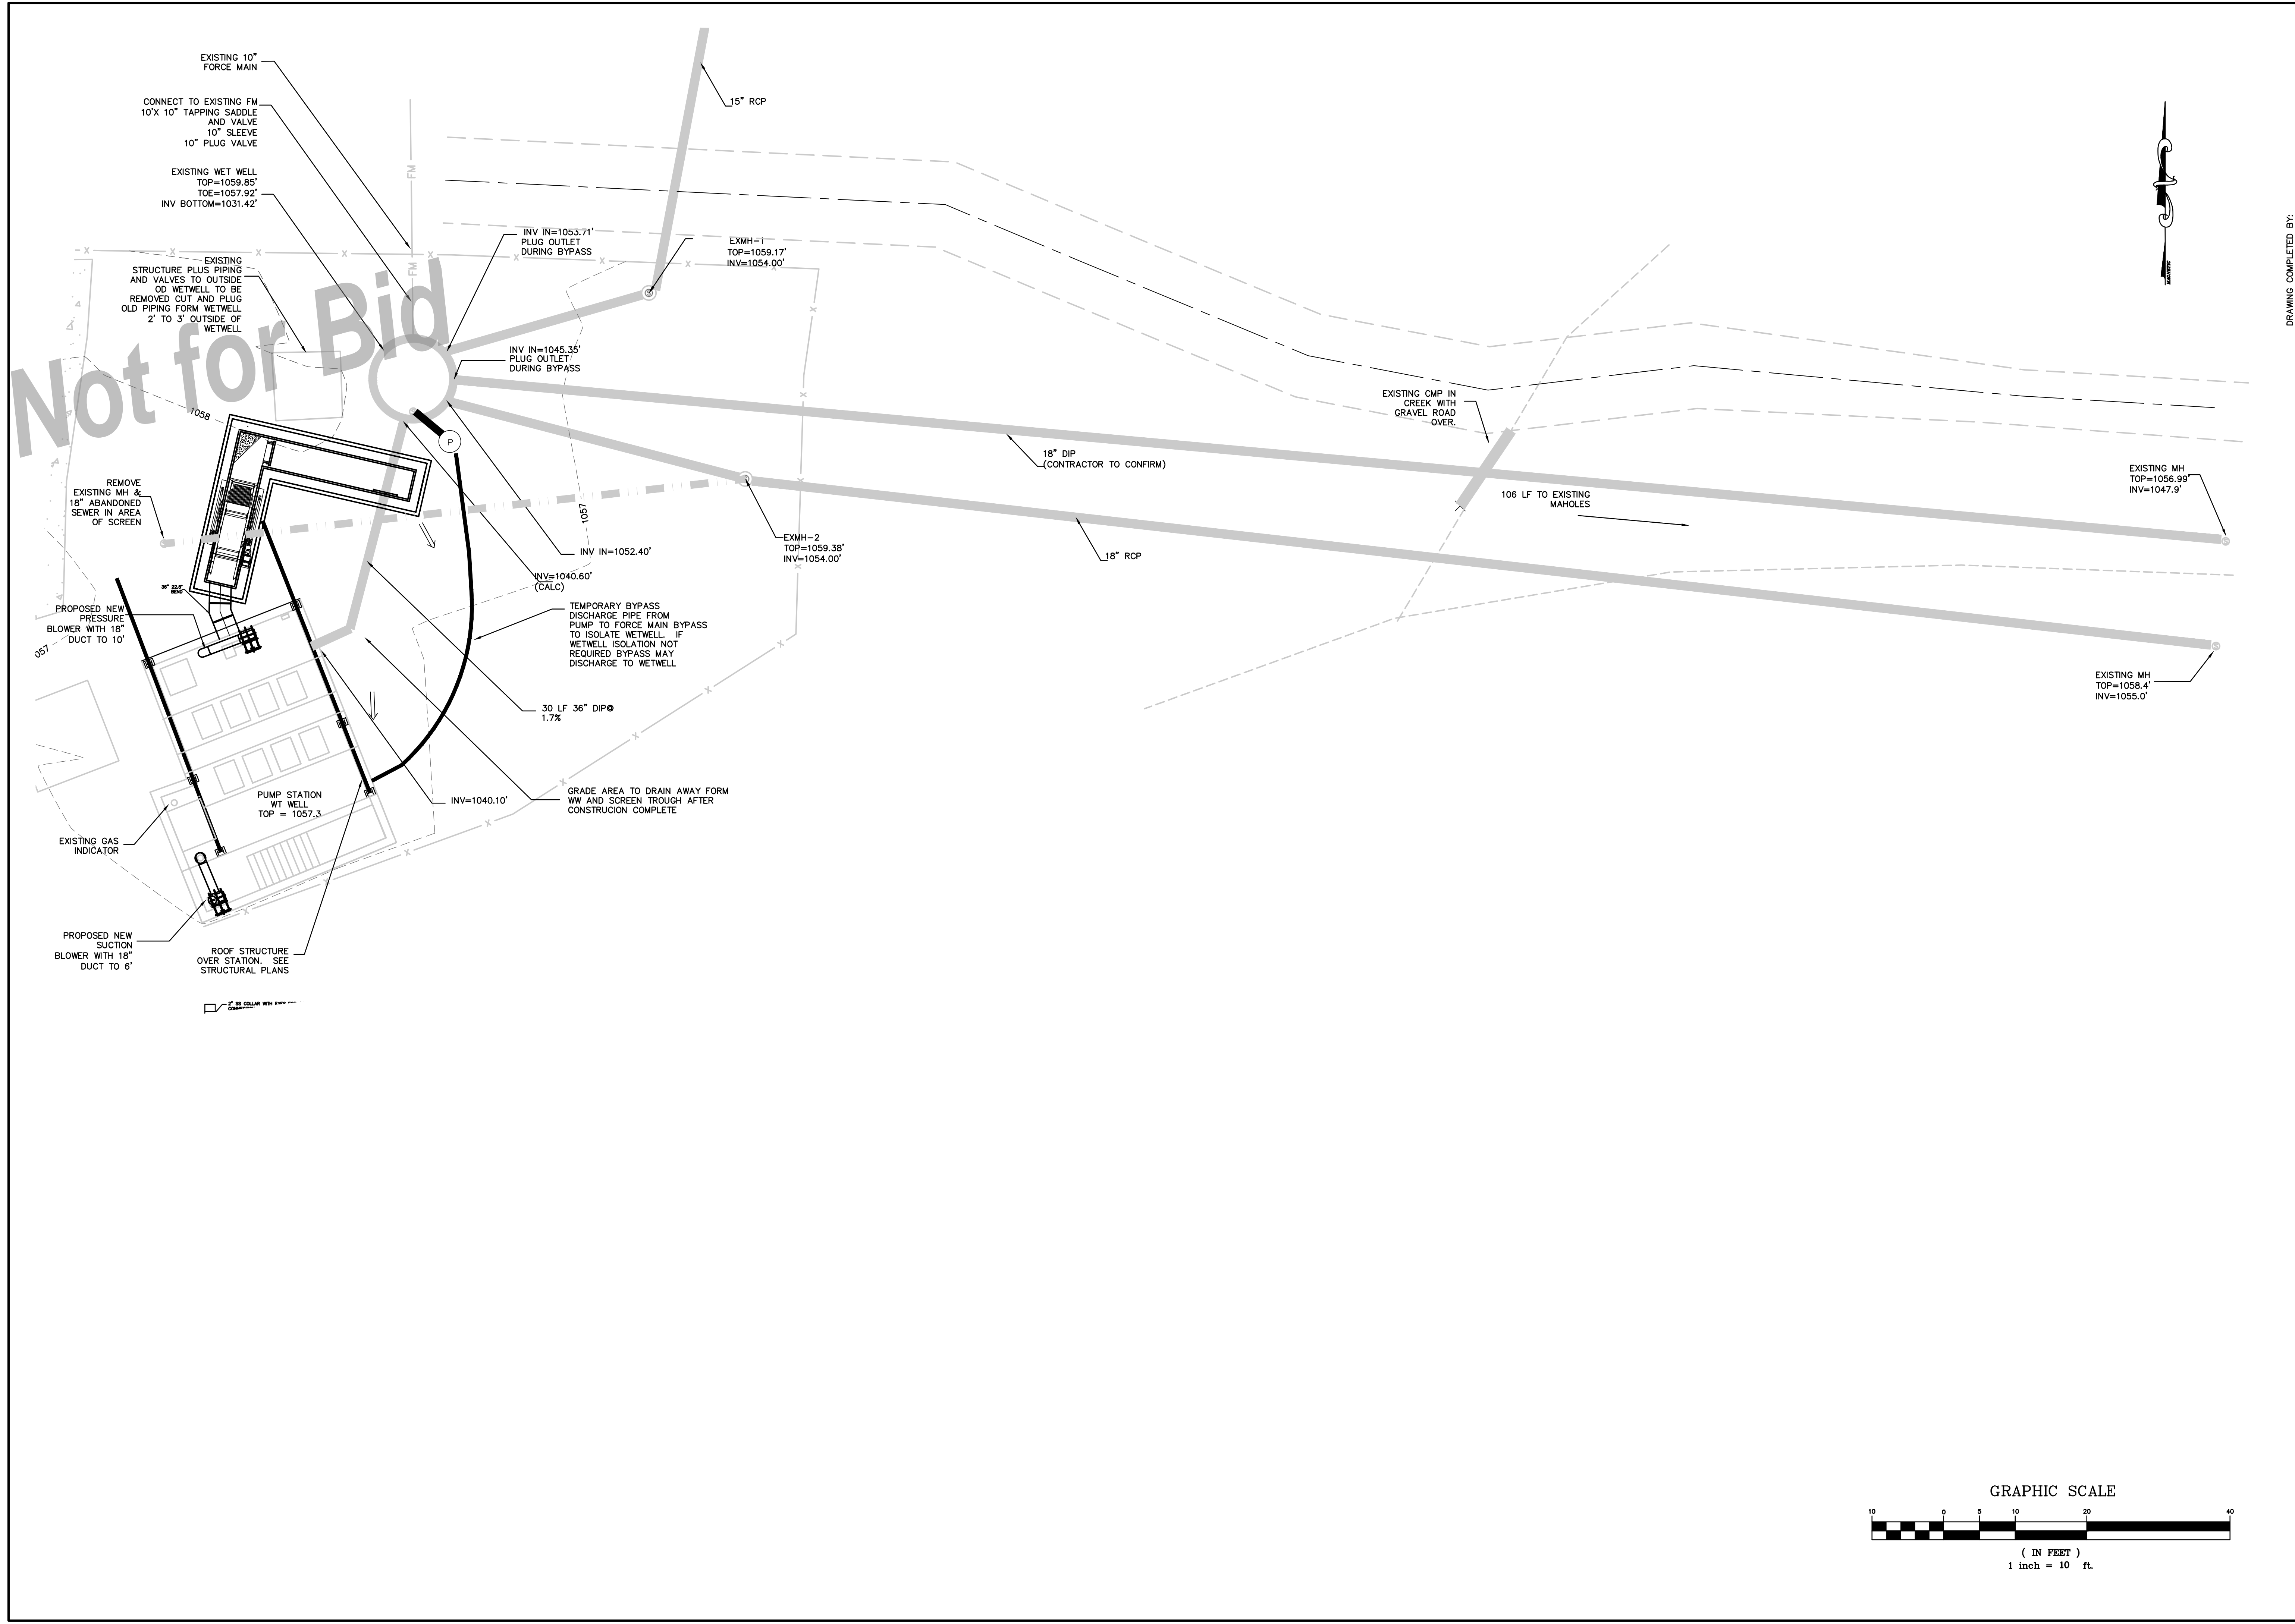 EXISTING 10"
FORCE MAIN
CONNECT TO EXISTING FM
10'X 10" TAPPING SADDLE
AND VALVE
10" SLEEVE
10" PLUG VALVE
EXISTING WET WELL
TOP=1059.85'
TOE=1057.92'
INV BOTTOM=1031.42'
EXISTING
STRUCTURE PLUS PIPING
AND VALVES TO OUTSIDE
OD WETWELL TO BE
REMOVED CUT AND PLUG
OLD PIPING FORM WETWELL
2' TO 3' OUTSIDE OF
WETWELL
Not for Bid
FM
FM
15" RCP
INV IN=1053.71'
PLUG OUTLET
DURING BYPASS
EXMH-1
TOP=1059.17'
INV=1054.00'
INV IN=1045.35'
PLUG OUTLET
DURING BYPASS
MAGNETIC
DRAWING COMPLETED BY:
EXISTING CMP IN
CREEK WITH
GRAVEL ROAD
OVER.
18" DIP
(CONTRACTOR TO CONFIRM)
106 LF TO EXISTING
MAHOLES
EXISTING MH
TOP=1056.99'
INV=1047.9'
1058
P
REMOVE
EXISTING MH &
18" ABANDONED
SEWER IN AREA
OF SCREEN
1057
EXMH-2
TOP=1059.38'
INV=1054.00'
18" RCP
INV IN=1052.40'
INV=1040.60'
(CALC)
36" 22.5°
BEND
PROPOSED NEW
PRESSURE
BLOWER WITH 18"
DUCT TO 10'
1057
TEMPORARY BYPASS
DISCHARGE PIPE FROM
PUMP TO FORCE MAIN BYPASS
TO ISOLATE WETWELL. IF
WETWELL ISOLATION NOT
REQUIRED BYPASS MAY
DISCHARGE TO WETWELL
EXISTING MH
TOP=1058.4'
INV=1055.0'
30 LF 36" DIP@
1.7%
GRADE AREA TO DRAIN AWAY FORM
WW AND SCREEN TROUGH AFTER
CONSTRUCION COMPLETE
INV=1040.10'
PUMP STATION
WT WELL
TOP = 1057.3
EXISTING GAS
INDICATOR
PROPOSED NEW
SUCTION
BLOWER WITH 18"
DUCT TO 6'
ROOF STRUCTURE
OVER STATION. SEE
STRUCTURAL PLANS
2" SS COLLAR WITH
GRAPHIC SCALE
10 0 5 10 20 40
( IN FEET )
1 inch = 10 ft.